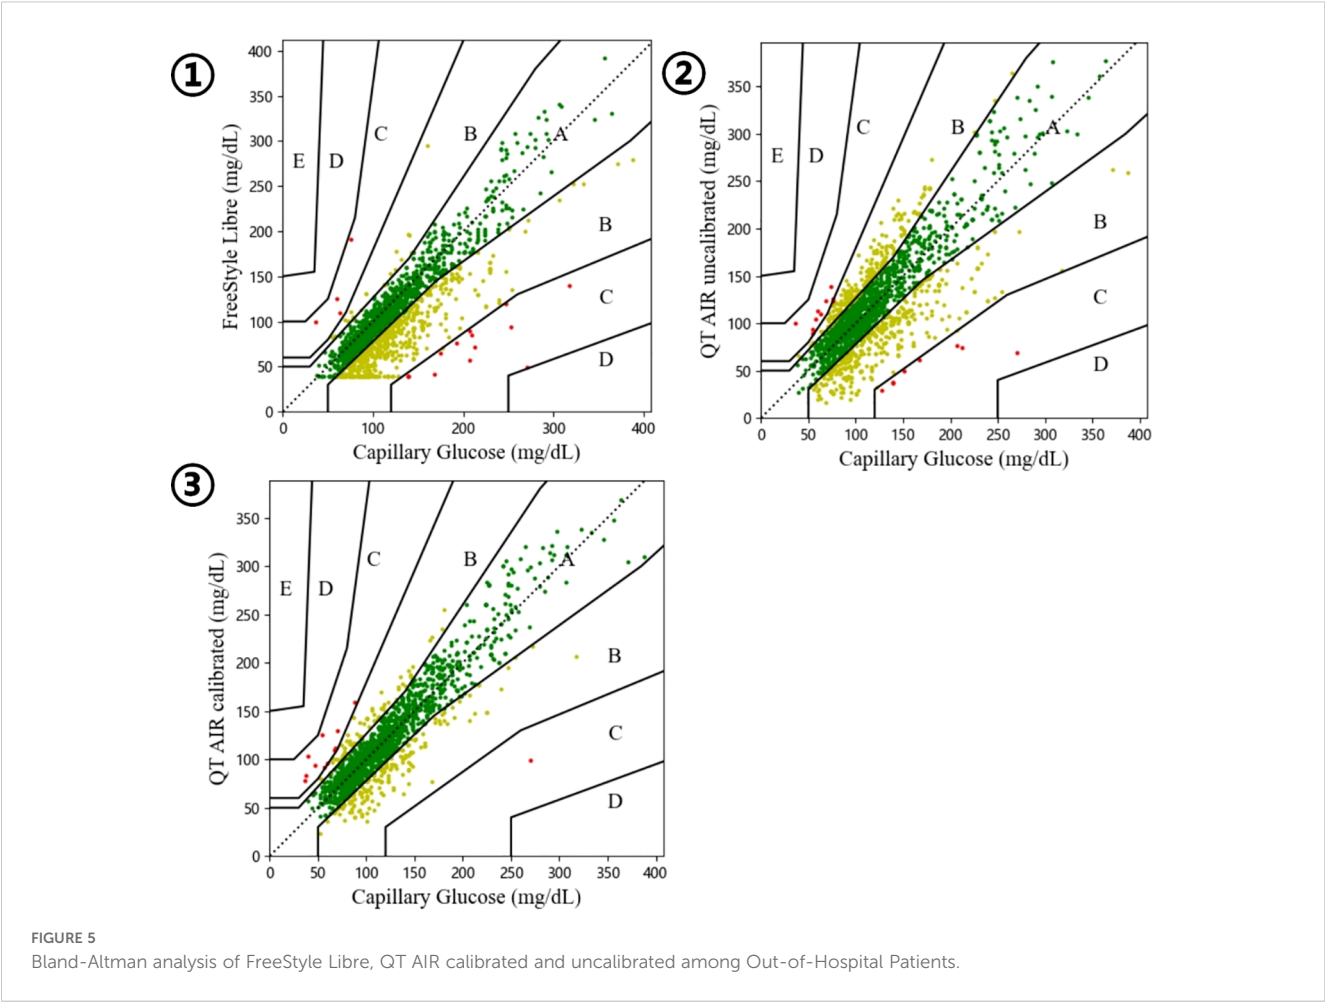 ①
FreeStyle Libre (mg/dL)
400
350
300
250
200
150
100
50
0
E
D
C
B
A
B
C
D
0 100 200 300 400
Capillary Glucose (mg/dL)
②
QT AIR uncalibrated (mg/dL)
350
300
250
200
150
100
50
0
E
D
C
B
A
B
C
D
0 50 100 150 200 250 300 350 400
Capillary Glucose (mg/dL)
③
QT AIR calibrated (mg/dL)
350
300
250
200
150
100
50
0
E
D
C
B
A
B
C
D
0 50 100 150 200 250 300 350 400
Capillary Glucose (mg/dL)
FIGURE 5
Bland-Altman analysis of FreeStyle Libre, QT AIR calibrated and uncalibrated among Out-of-Hospital Patients.